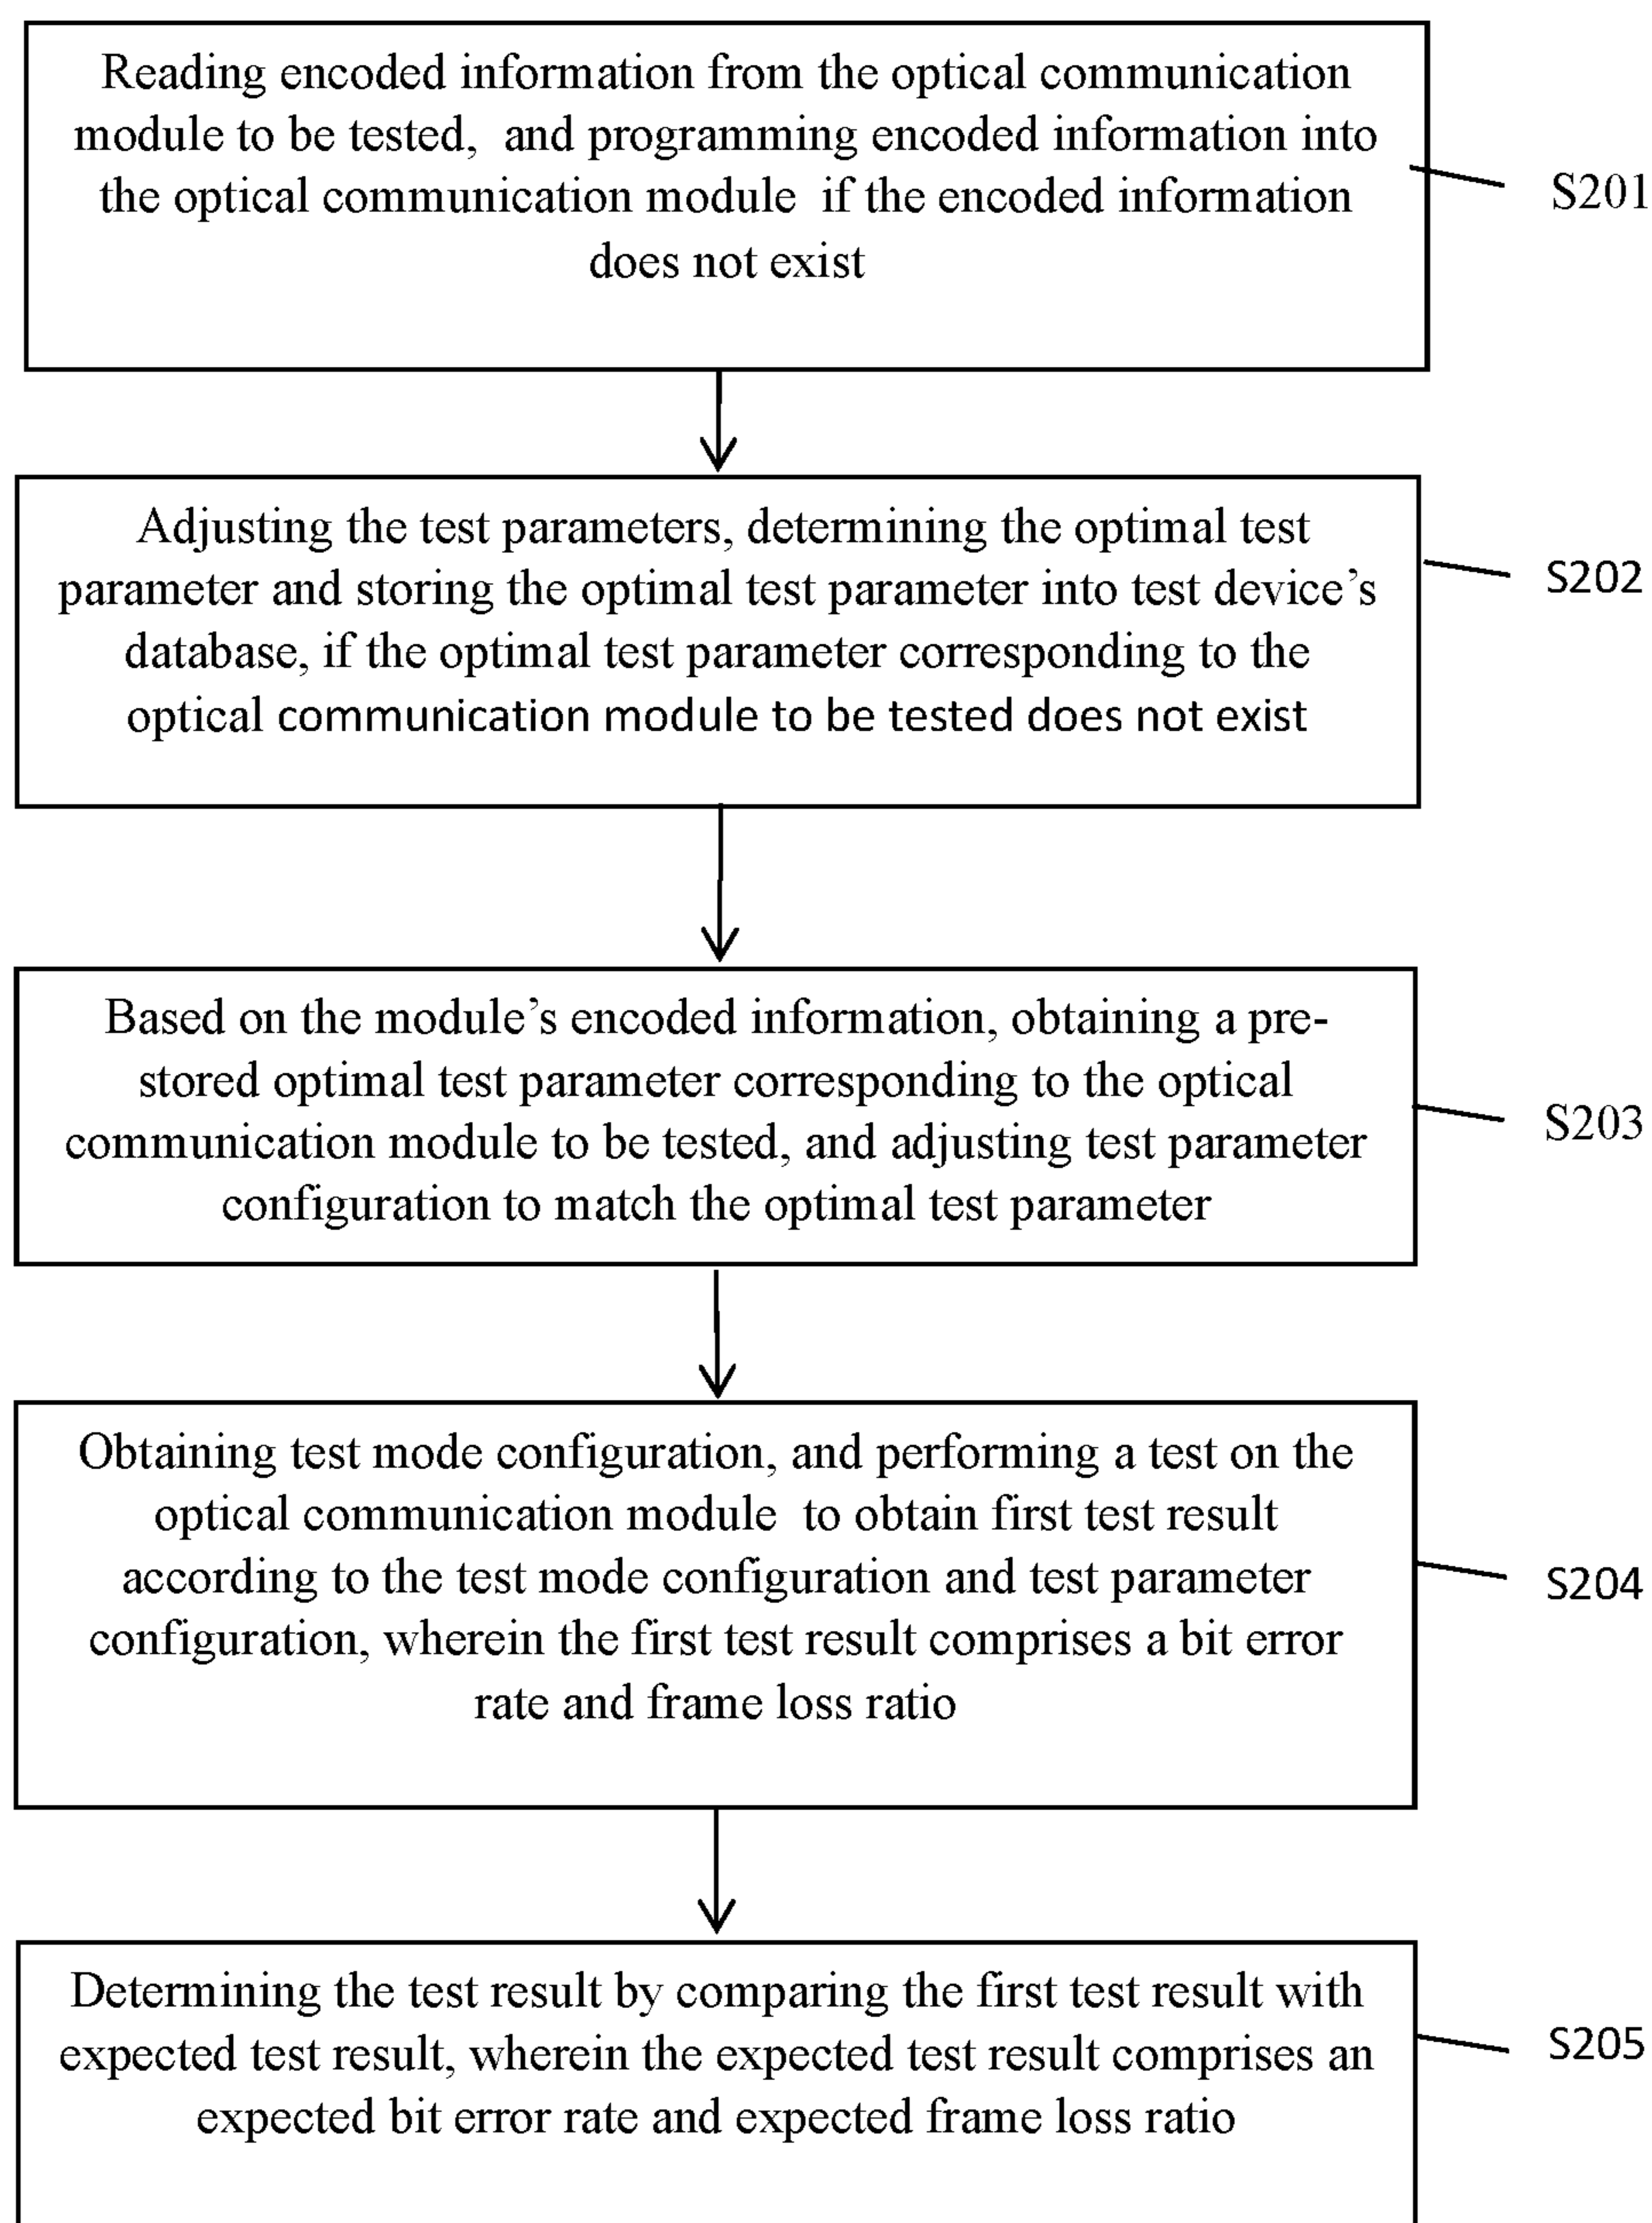 Reading encoded information from the optical communication
module to be tested, and programming encoded information into
the optical communication module if the encoded information
does not exist
S201
Adjusting the test parameters, determining the optimal test
parameter and storing the optimal test parameter into test device’s
database, if the optimal test parameter corresponding to the
optical communication module to be tested does not exist
S202
Based on the module’s encoded information, obtaining a pre-
stored optimal test parameter corresponding to the optical
communication module to be tested, and adjusting test parameter
configuration to match the optimal test parameter
S203
Obtaining test mode configuration, and performing a test on the
optical communication module to obtain first test result
according to the test mode configuration and test parameter
configuration, wherein the first test result comprises a bit error
rate and frame loss ratio
S204
Determining the test result by comparing the first test result with
expected test result, wherein the expected test result comprises an
expected bit error rate and expected frame loss ratio
S205